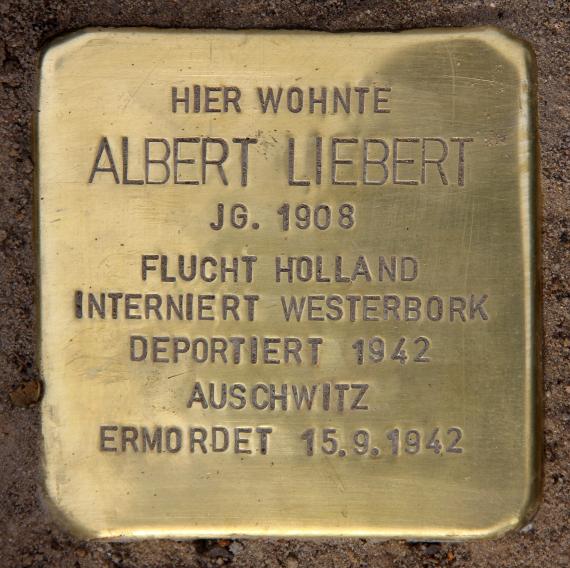 HIER WOHNTE
ALBERT LIEBERT
JG. 1908
FLUCHT HOLLAND
INTERNIERT WESTERBORK
DEPORTIERT 1942
AUSCHWITZ
ERMORDET 15.9.1942